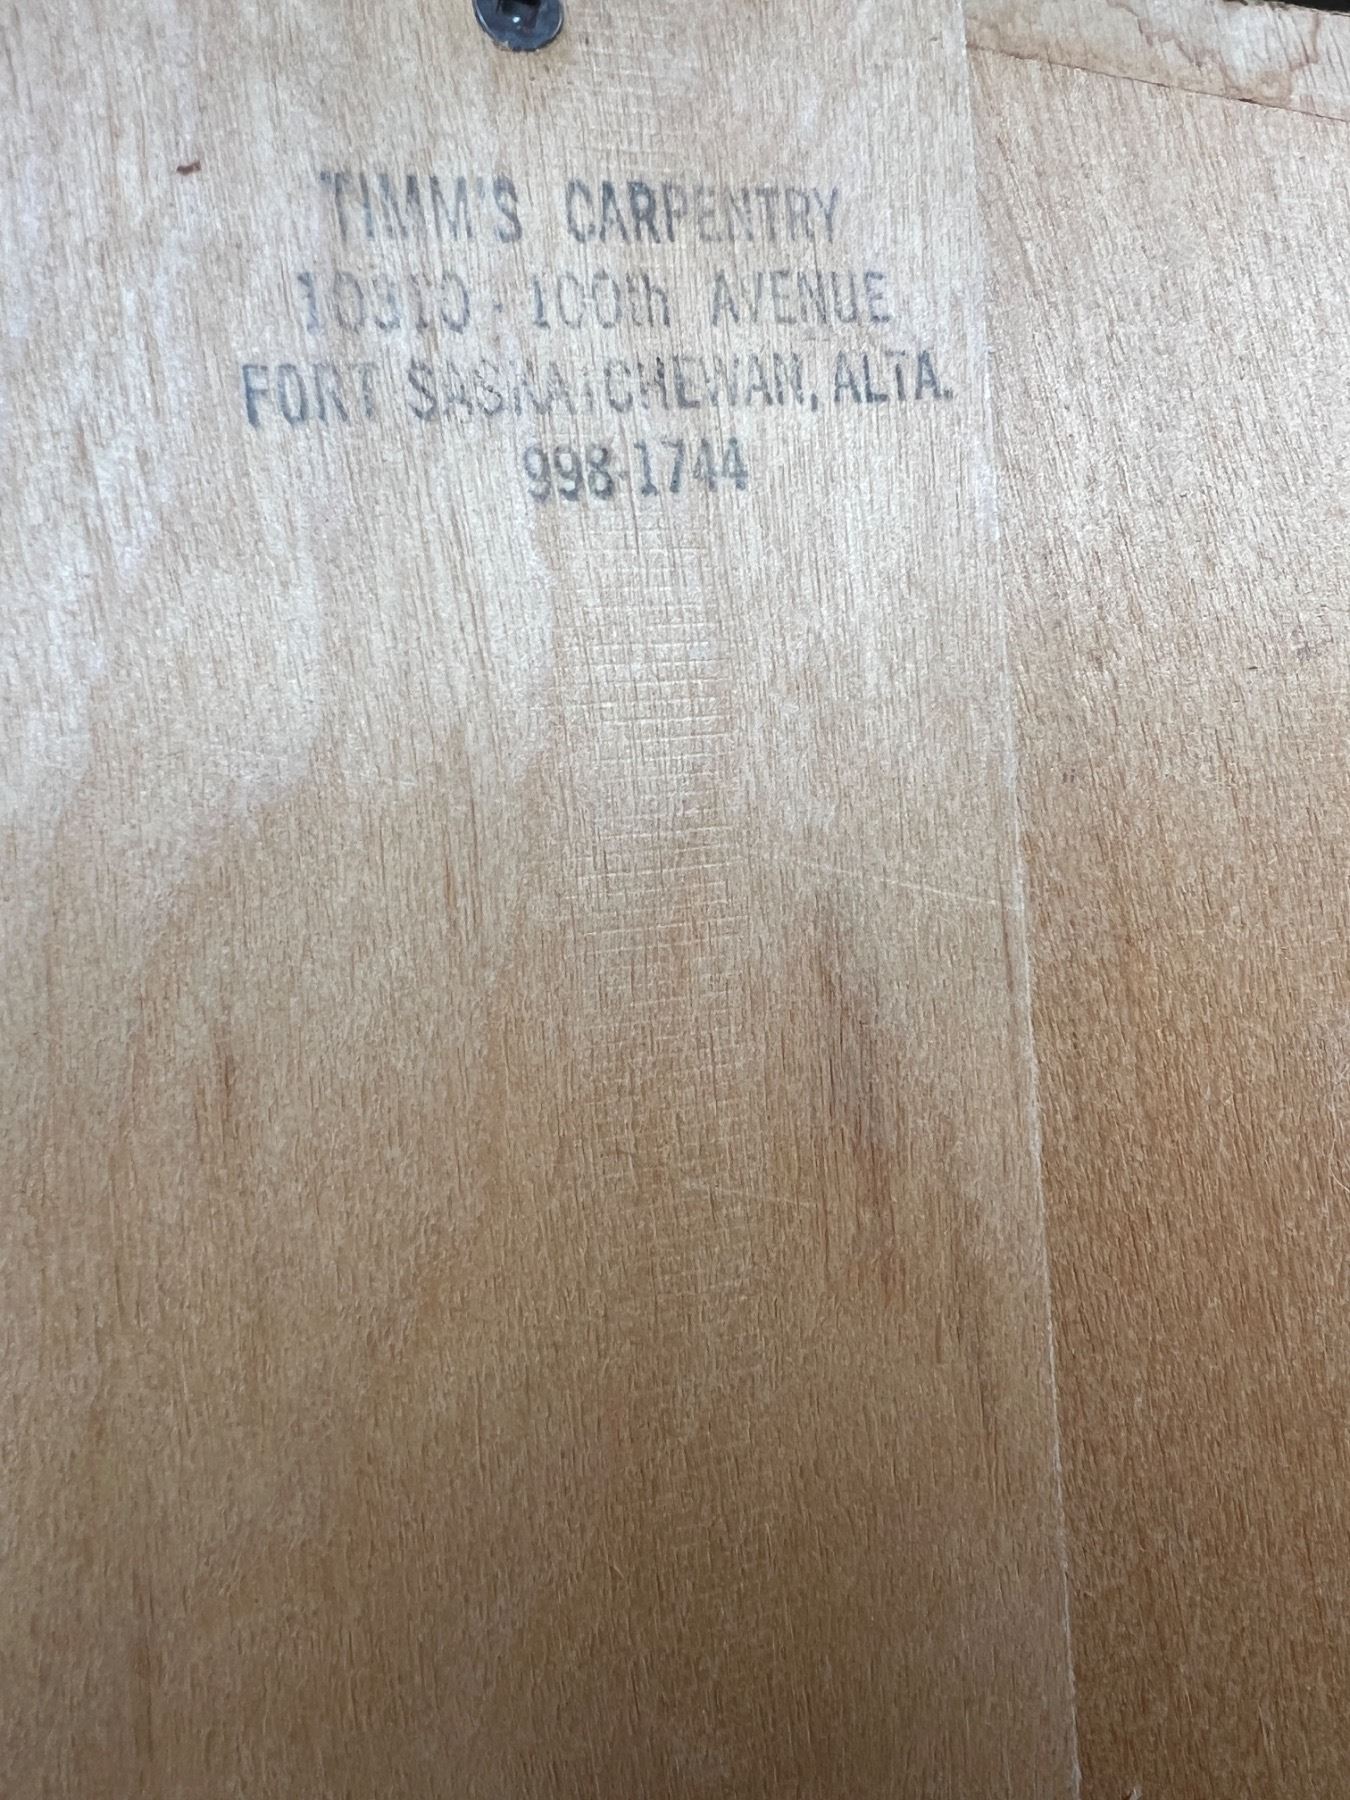 TIMM'S CARPENTRY
10310 - 100th AVENUE
FORT SASKATCHEWAN, ALTA.
998-1744